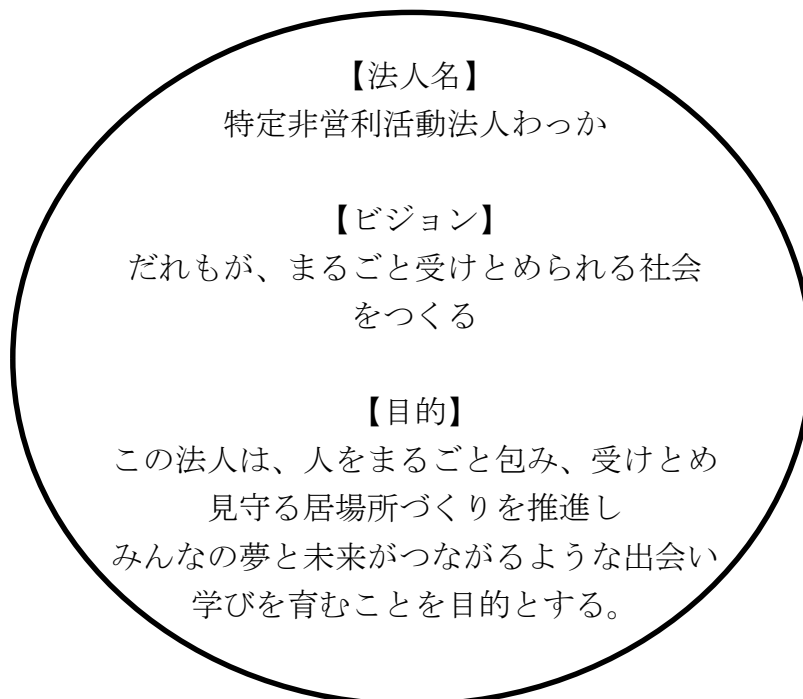 【法人名】
特定非営利活動法人わっか
【ビジョン】
だれもが、まるごと受けとめられる社会
をつくる
【目的】
この法人は、人をまるごと包み、受けとめ
見守る居場所づくりを推進し
みんなの夢と未来がつながるような出会い
学びを育むことを目的とする。